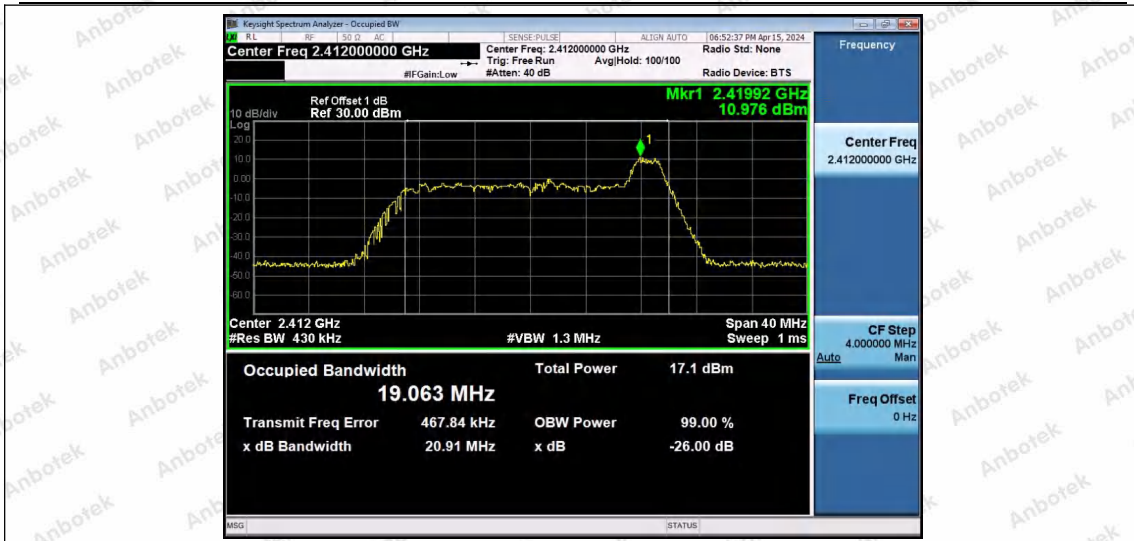 Keysight Spectrum Analyzer - Occupied BW
RL RF 50 Ω AC SENSE:PULSE ALIGN AUTO 06:52:37 PM Apr 15, 2024
Center Freq 2.412000000 GHz Center Freq: 2.412000000 GHz Radio Std: None Frequency
Trig: Free Run Avg|Hold: 100/100
#IFGain:Low #Atten: 40 dB Radio Device: BTS
Mkr1 2.41992 GHz
Ref Offset 1 dB 10.976 dBm
10 dB/div Ref 30.00 dBm
Log
20.0
10.0
0.00
-10.0
-20.0
-30.0
-40.0
-50.0
-60.0
1
Center Freq
2.412000000 GHz
Center 2.412 GHz Span 40 MHz
#Res BW 430 kHz #VBW 1.3 MHz Sweep 1 ms
CF Step
4.000000 MHz
Auto Man
Occupied Bandwidth Total Power 17.1 dBm
19.063 MHz
Freq Offset
0 Hz
Transmit Freq Error 467.84 kHz OBW Power 99.00 %
x dB Bandwidth 20.91 MHz x dB -26.00 dB
MSG STATUS
Anbotek